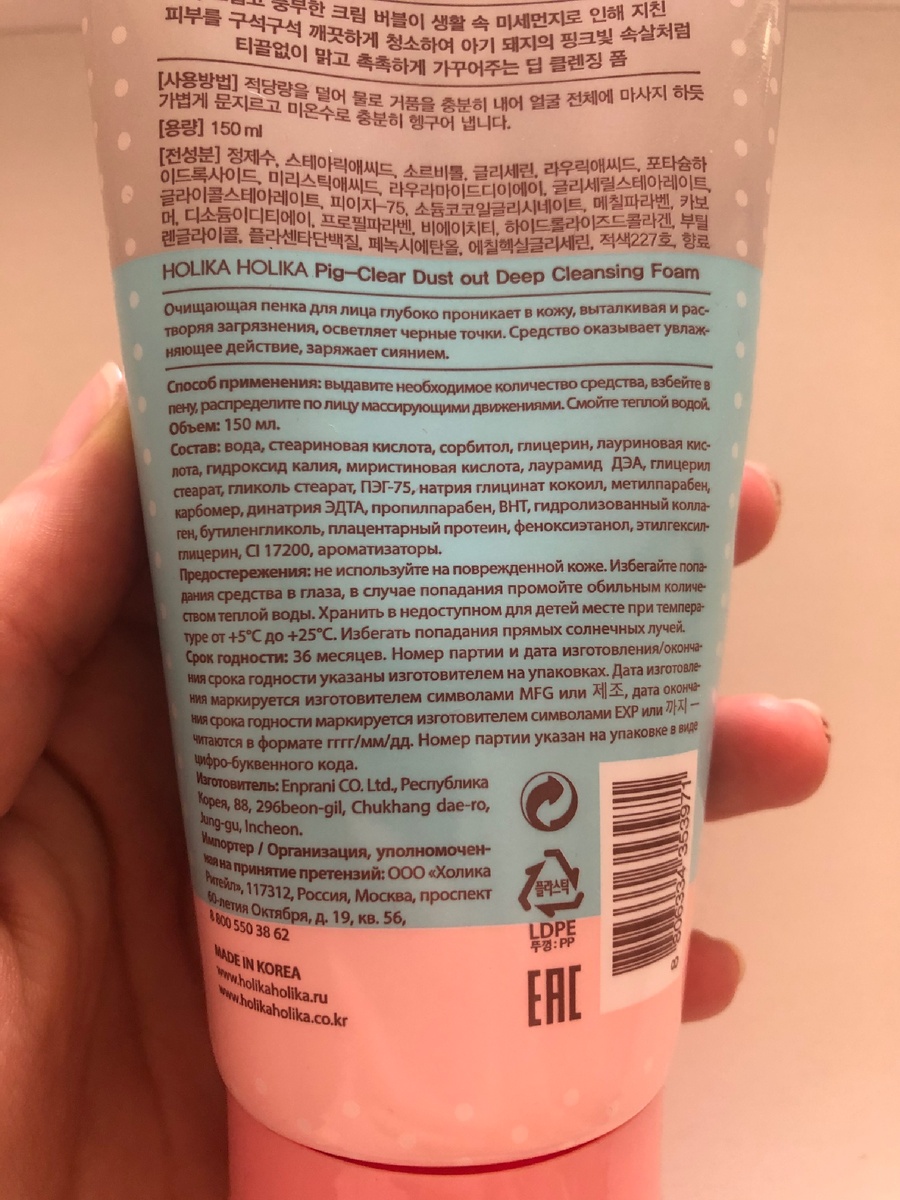 크림 버블이 생활 속 미세먼지로 인해 지친
피부를 구석구석 깨끗하게 청소하여 아기 돼지의 핑크빛 속살처럼
티끌없이 맑고 촉촉하게 가꾸어주는 딥 클렌징 폼
[사용방법] 적당량을 덜어 물로 거품을 충분히 내어 얼굴 전체에 마사지 하듯
가볍게 문지르고 미온수로 충분히 헹구어 냅니다.
[용량] 150 ml
[전성분] 정제수, 스테아릭애씨드, 소르비톨, 글리세린, 라우릭애씨드, 포타슘하
이드록사이드, 미리스틱애씨드, 라우라마이드디이에이, 글리세릴스테아레이트,
글라이콜스테아레이트, 피이지-75, 소듐코코일글리시네이트, 메칠파라벤, 카보
머, 디소듐이디티에이, 프로필파라벤, 비에이치티, 하이드롤라이즈드콜라겐, 부틸
렌글라이콜, 플라센타단백질, 페녹시에탄올, 에칠헥실글리세린, 적색227호, 향료
HOLIKA HOLIKA Pig-Clear Dust out Deep Cleansing Foam
Очищающая пенка для лица глубоко проникает в кожу, выталкивая и рас-
творяя загрязнения, осветляет черные точки. Средство оказывает увлаж-
няющее действие, заряжает сиянием.
Способ применения: выдавите необходимое количество средства, взбейте в
пену, распределите по лицу массирующими движениями. Смойте теплой водой.
Объем: 150 мл.
Состав: вода, стеариновая кислота, сорбитол, глицерин, лауриновая кис-
лота, гидроксид калия, миристиновая кислота, лаурамид ДЭА, глицерил
стеарат, гликоль стеарат, ПЭГ-75, натрия глицинат кокоил, метилпарабен,
карбомер, динатрия ЭДТА, пропилпарабен, BHT, гидролизованный колла-
ген, бутиленгликоль, плацентарный протеин, феноксиэтанол, этилгексил-
глицерин, CI 17200, ароматизаторы.
Предостережения: не используйте на поврежденной коже. Избегайте попа-
дания средства в глаза, в случае попадания промойте обильным количе-
ством теплой воды. Хранить в недоступном для детей месте при темпера-
туре от +5°C до +25°C. Избегать попадания прямых солнечных лучей.
Срок годности: 36 месяцев. Номер партии и дата изготовления/оконча-
ния срока годности указаны изготовителем на упаковках. Дата изготовле-
ния маркируется изготовителем символами MFG или 제조, дата оконча-
ния срока годности маркируется изготовителем символами EXP или 까지 –
читаются в формате гггг/мм/дд. Номер партии указан на упаковке в виде
цифро-буквенного кода.
Изготовитель: Enprani CO. Ltd., Республика
Корея, 88, 296beon-gil, Chukhang dae-ro,
Jung-gu, Incheon.
Импортер / Организация, уполномочен-
ная на принятие претензий: ООО «Холика
Ритейл», 117312, Россия, Москва, проспект
60-летия Октября, д. 19, кв. 56,
8 800 550 38 62
MADE IN KOREA
www.holikaholika.ru
www.holikaholika.co.kr
플라스틱
LDPE
뚜껑: PP
EAC
8 806334 353971